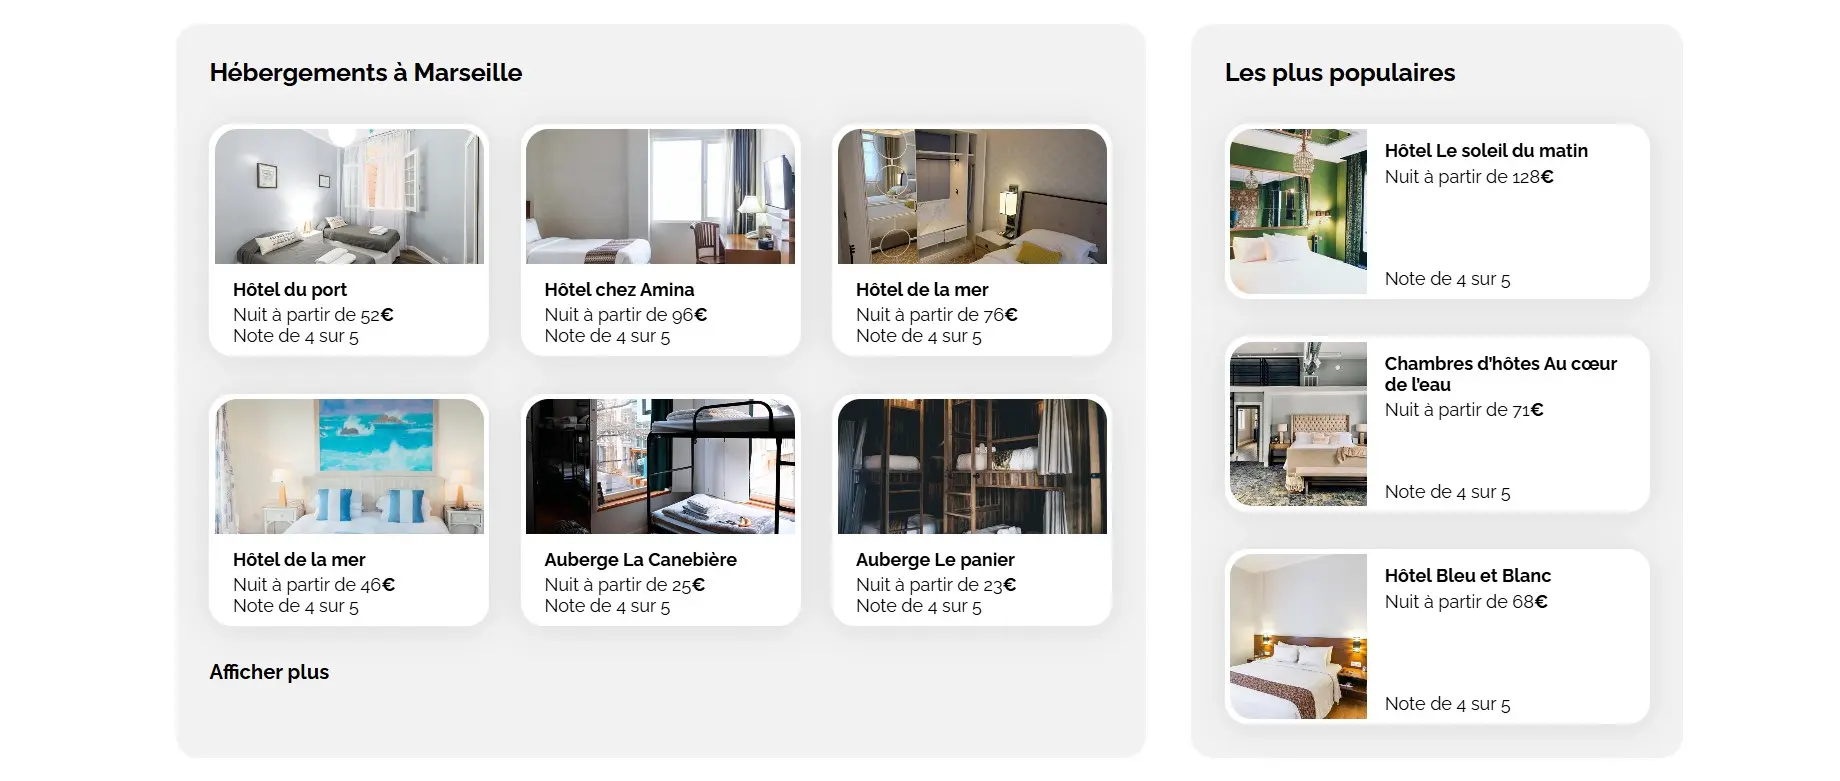 Hébergements à Marseille
Hôtel du port
Nuit à partir de 52€
Note de 4 sur 5
Hôtel chez Amina
Nuit à partir de 96€
Note de 4 sur 5
Hôtel de la mer
Nuit à partir de 76€
Note de 4 sur 5
Hôtel de la mer
Nuit à partir de 46€
Note de 4 sur 5
Auberge La Canebière
Nuit à partir de 25€
Note de 4 sur 5
Auberge Le panier
Nuit à partir de 23€
Note de 4 sur 5
Afficher plus
Les plus populaires
Hôtel Le soleil du matin
Nuit à partir de 128€
Note de 4 sur 5
Chambres d’hôtes Au cœur
de l’eau
Nuit à partir de 71€
Note de 4 sur 5
Hôtel Bleu et Blanc
Nuit à partir de 68€
Note de 4 sur 5